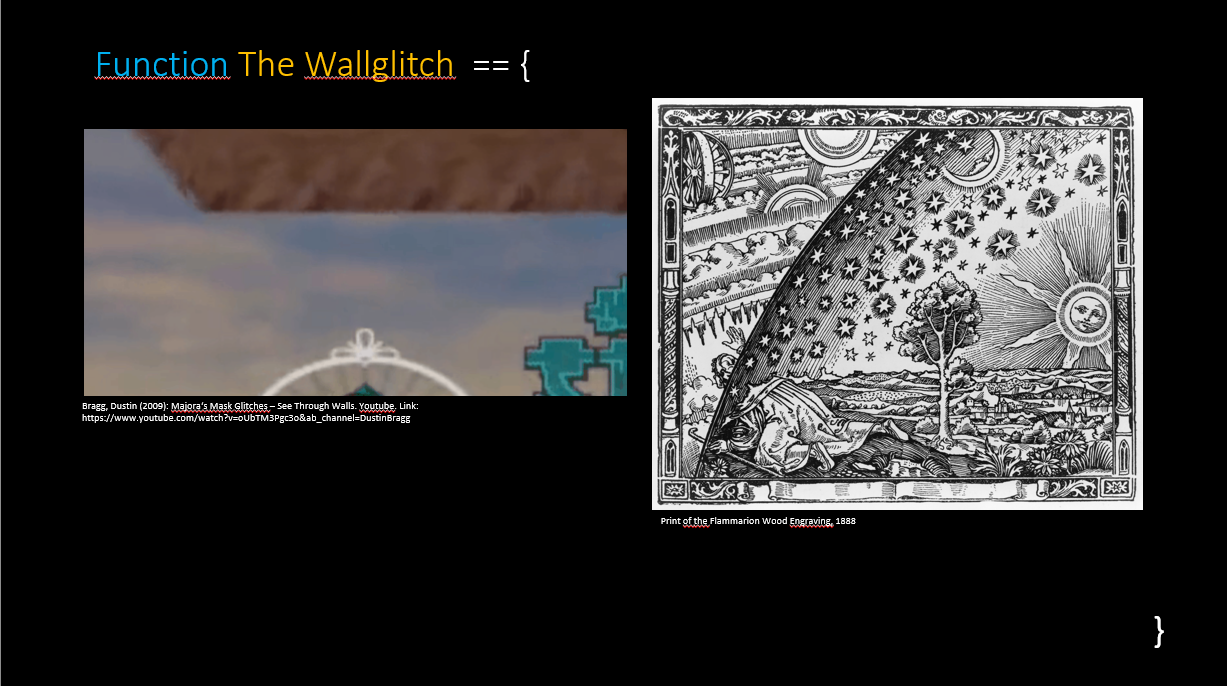 Function The Wallglitch == {
Bragg, Dustin (2009): Majora's Mask Glitches – See Through Walls. Youtube. Link:
https://www.youtube.com/watch?v=oUbTM3Pgc3o&ab_channel=DustinBragg
Print of the Flammarion Wood Engraving, 1888
}